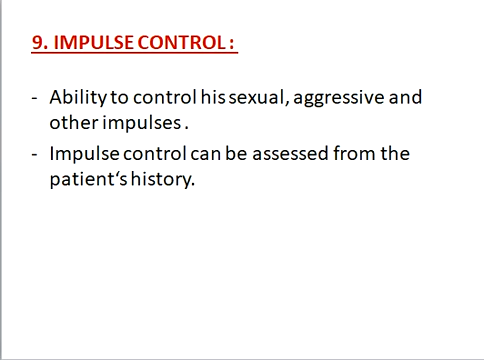 9. IMPULSE CONTROL :
- Ability to control his sexual, aggressive and
other impulses .
- Impulse control can be assessed from the
patient‘s history.